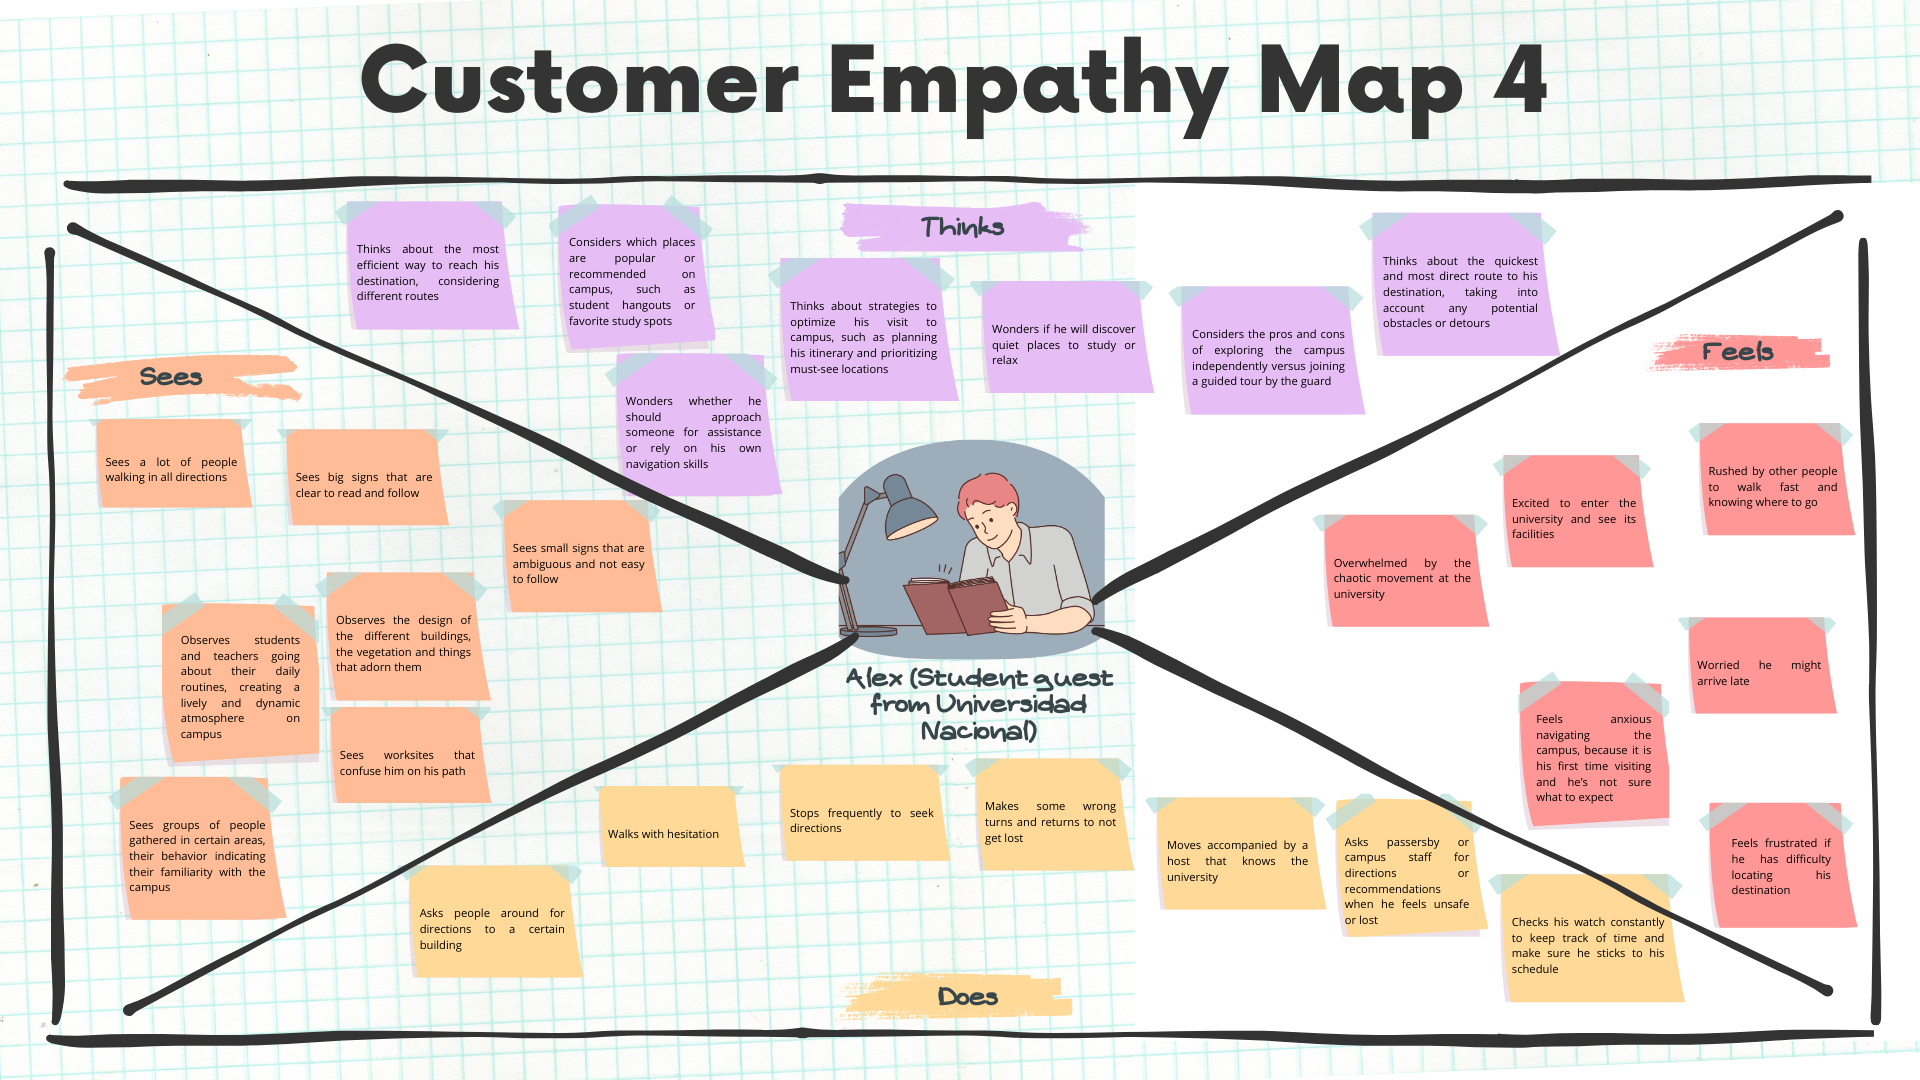 Customer Empathy Map 4
Thinks
Thinks about the most
efficient way to reach his
destination, considering
different routes
Considers which places
are popular or
recommended on
campus, such as
student hangouts or
favorite study spots
Wonders whether he
should approach
someone for assistance
or rely on his own
navigation skills
Thinks about strategies to
optimize his visit to
campus, such as planning
his itinerary and prioritizing
must-see locations
Wonders if he will discover
quiet places to study or
relax
Considers the pros and cons
of exploring the campus
independently versus joining
a guided tour by the guard
Thinks about the quickest
and most direct route to his
destination, taking into
account any potential
obstacles or detours
Sees
Sees a lot of people
walking in all directions
Sees big signs that are
clear to read and follow
Sees small signs that are
ambiguous and not easy
to follow
Observes students
and teachers going
about their daily
routines, creating a
lively and dynamic
atmosphere on
campus
Observes the design of
the different buildings,
the vegetation and things
that adorn them
Sees worksites that
confuse him on his path
Sees groups of people
gathered in certain areas,
their behavior indicating
their familiarity with the
campus
Alex (Student guest
from Universidad
Nacional)
Feels
Rushed by other people
to walk fast and
knowing where to go
Excited to enter the
university and see its
facilities
Overwhelmed by the
chaotic movement at the
university
Worried he might
arrive late
Feels anxious
navigating the
campus, because it is
his first time visiting
and he's not sure
what to expect
Feels frustrated if
he has difficulty
locating his
destination
Asks people around for
directions to a certain
building
Walks with hesitation
Stops frequently to seek
directions
Makes some wrong
turns and returns to not
get lost
Moves accompanied by a
host that knows the
university
Asks passersby or
campus staff for
directions or
recommendations
when he feels unsafe
or lost
Checks his watch constantly
to keep track of time and
make sure he sticks to his
schedule
Does